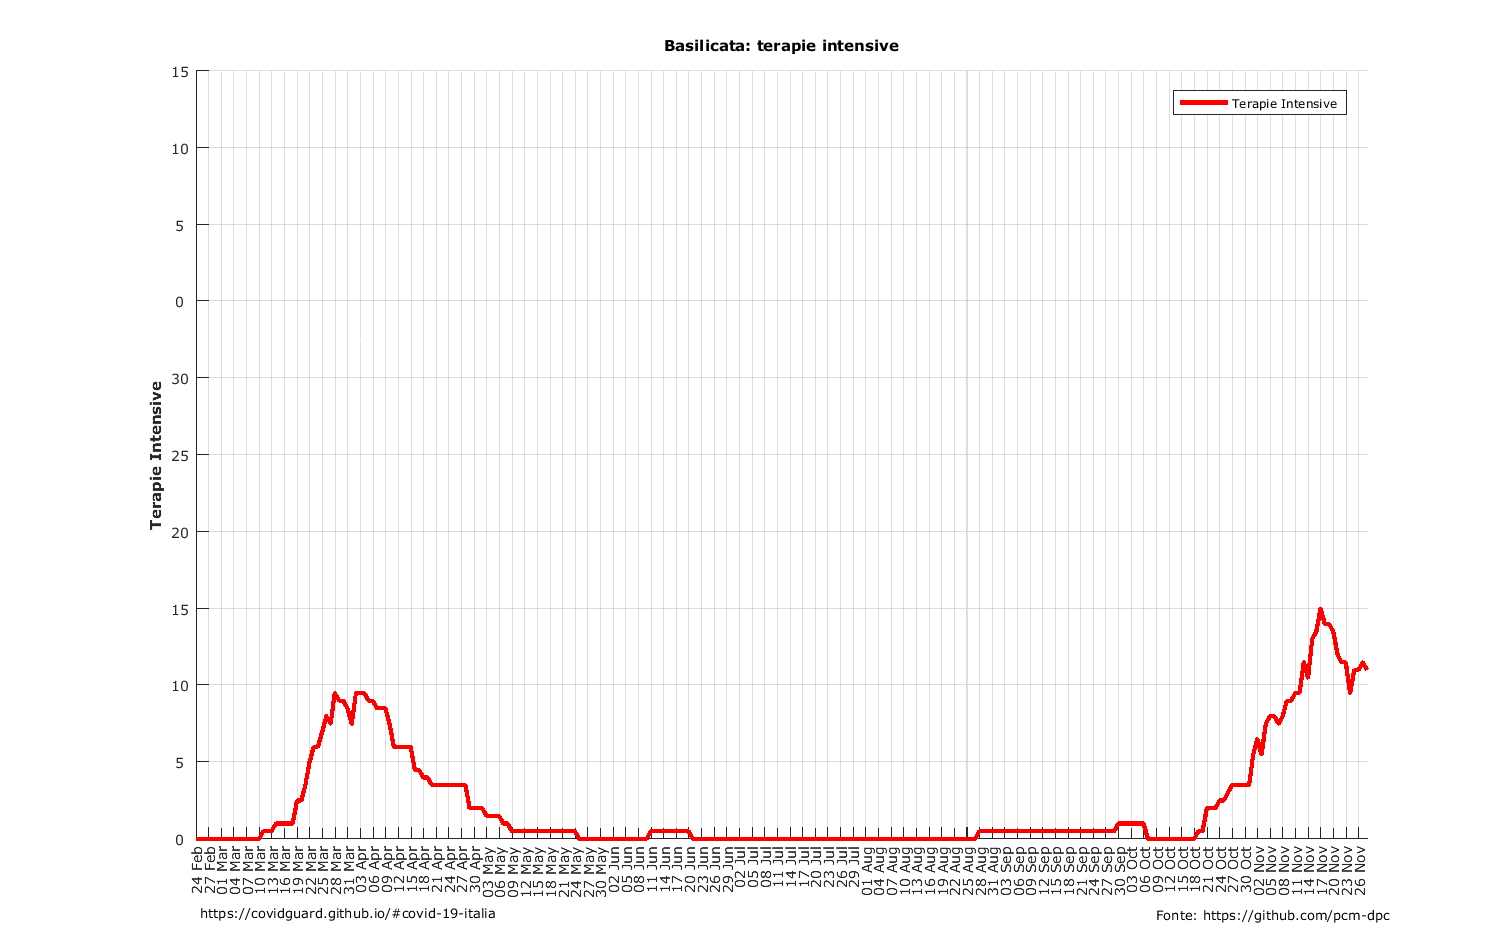 Basilicata: terapie intensive
Terapie Intensive
15
10
5
0
30
25
20
15
10
5
0
Terapie Intensive
24 Feb
27 Feb
01 Mar
04 Mar
07 Mar
10 Mar
13 Mar
16 Mar
19 Mar
22 Mar
25 Mar
28 Mar
31 Mar
03 Apr
06 Apr
09 Apr
12 Apr
15 Apr
18 Apr
21 Apr
24 Apr
27 Apr
30 Apr
03 May
06 May
09 May
12 May
15 May
18 May
21 May
24 May
27 May
30 May
02 Jun
05 Jun
08 Jun
11 Jun
14 Jun
17 Jun
20 Jun
23 Jun
26 Jun
29 Jun
02 Jul
05 Jul
08 Jul
11 Jul
14 Jul
17 Jul
20 Jul
23 Jul
26 Jul
29 Jul
01 Aug
04 Aug
07 Aug
10 Aug
13 Aug
16 Aug
19 Aug
22 Aug
25 Aug
28 Aug
31 Aug
03 Sep
06 Sep
09 Sep
12 Sep
15 Sep
18 Sep
21 Sep
24 Sep
27 Sep
30 Sep
03 Oct
06 Oct
09 Oct
12 Oct
15 Oct
18 Oct
21 Oct
24 Oct
27 Oct
30 Oct
02 Nov
05 Nov
08 Nov
11 Nov
14 Nov
17 Nov
20 Nov
23 Nov
26 Nov
https://covidguard.github.io/#covid-19-italia
Fonte: https://github.com/pcm-dpc